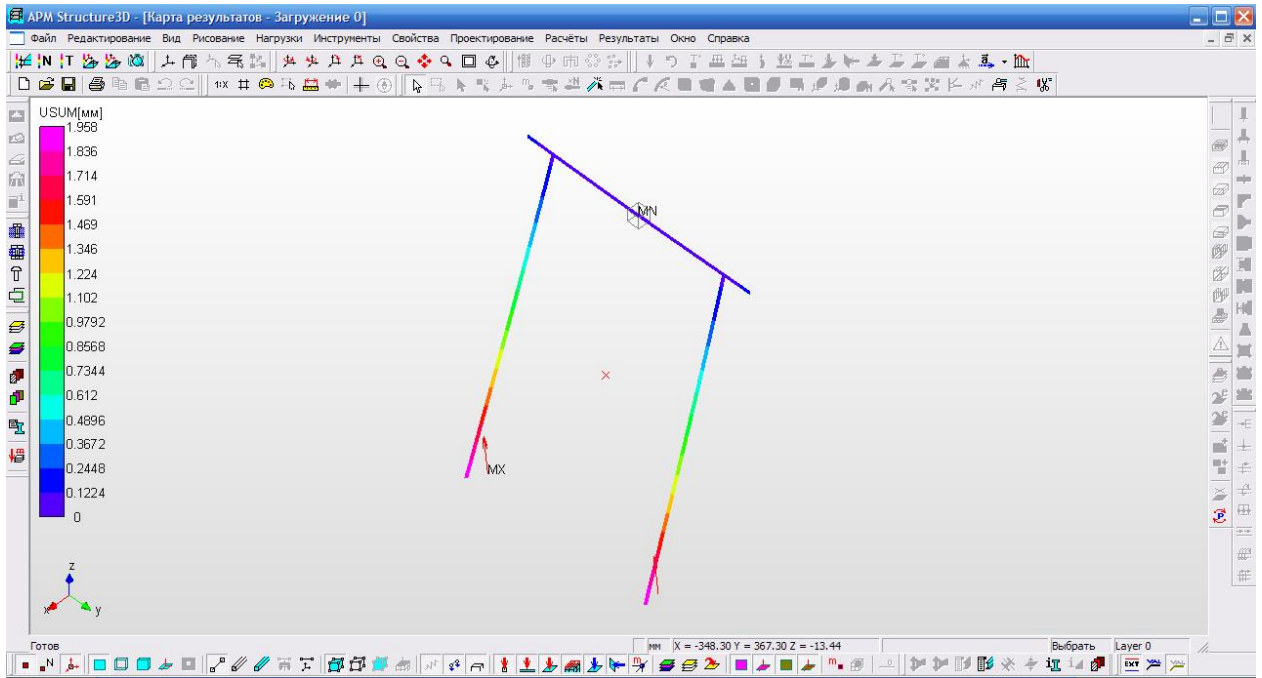 APM Structure3D - [Карта результатов - Загружение 0]
Файл Редактирование Вид Рисование Нагрузки Инструменты Свойства Проектирование Расчёты Результаты Окно Справка
USUM[мм]
1.958
1.836
1.714
1.591
1.469
1.346
1.224
1.102
0.9792
0.8568
0.7344
0.612
0.4896
0.3672
0.2448
0.1224
0
MN
MX
z
x
y
Готов
мм
X = -348.30 Y = 367.30 Z = -13.44
Выбрать
Layer 0
EXT